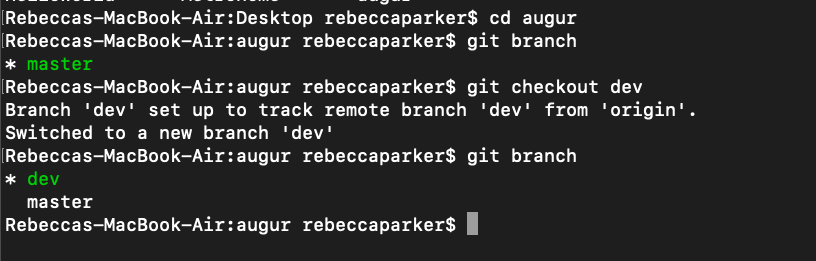 Rebeccas-MacBook-Air:Desktop rebeccaparker$ cd augur
Rebeccas-MacBook-Air:augur rebeccaparker$ git branch
* master
Rebeccas-MacBook-Air:augur rebeccaparker$ git checkout dev
Branch 'dev' set up to track remote branch 'dev' from 'origin'.
Switched to a new branch 'dev'
Rebeccas-MacBook-Air:augur rebeccaparker$ git branch
* dev
  master
Rebeccas-MacBook-Air:augur rebeccaparker$